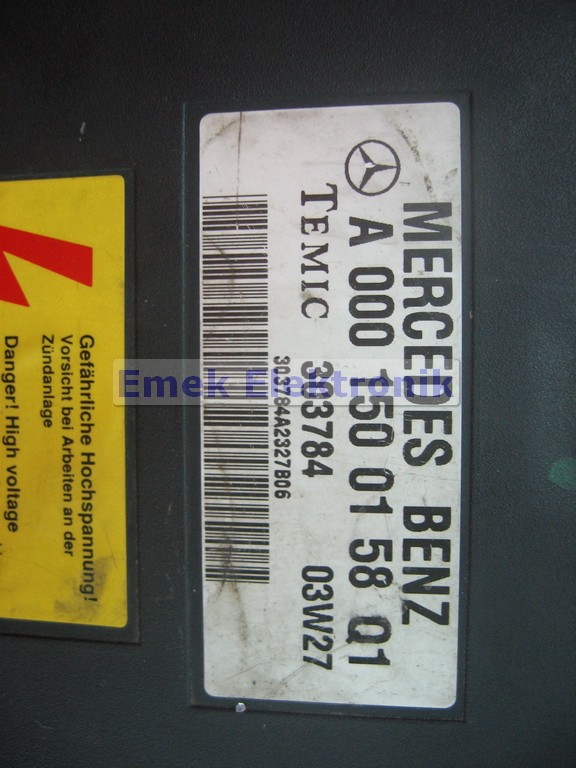 MERCEDES BENZ
A 000 150 01 58 Q1
TEMIC 303784 03W27
303784A2327B06
Gefährliche Hochspannung!
Vorsicht bei Arbeiten an der
Zündanlage
Danger! High voltage
Emek Elektronik